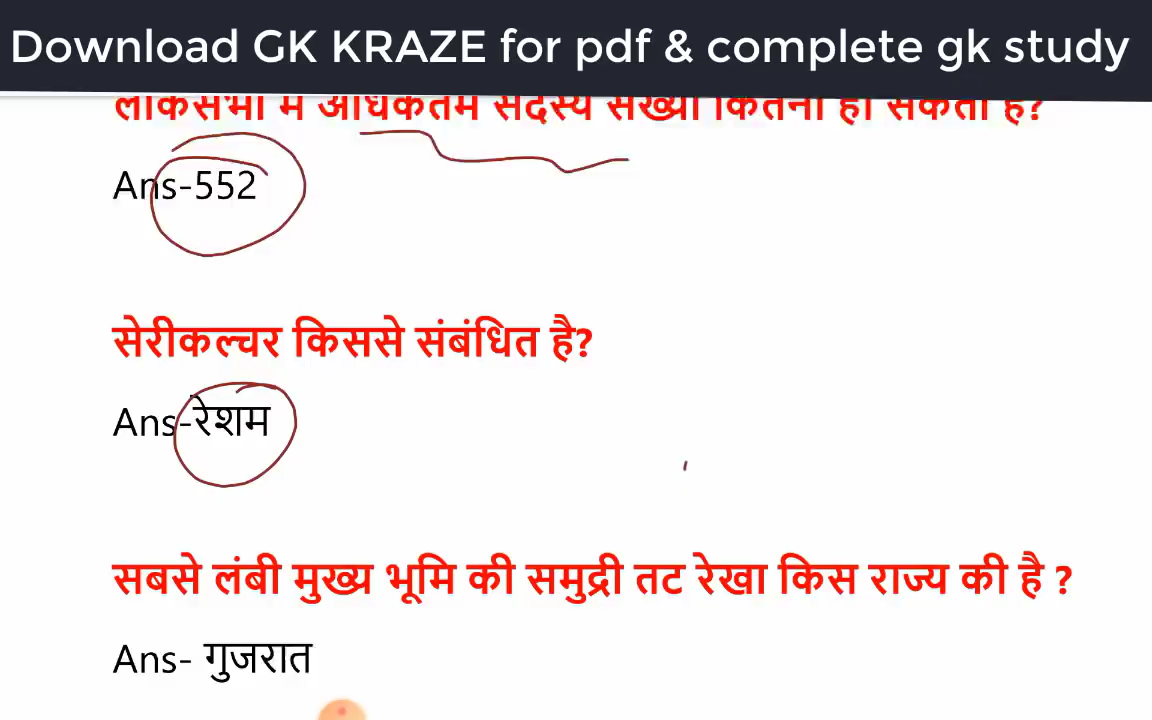 Download GK KRAZE for pdf & complete gk study
लोकसभा में अधिकतम सदस्य संख्या कितनी हो सकती है?
Ans-552
सेरीकल्चर किससे संबंधित है?
Ans-रेशम
सबसे लंबी मुख्य भूमि की समुद्री तट रेखा किस राज्य की है ?
Ans- गुजरात